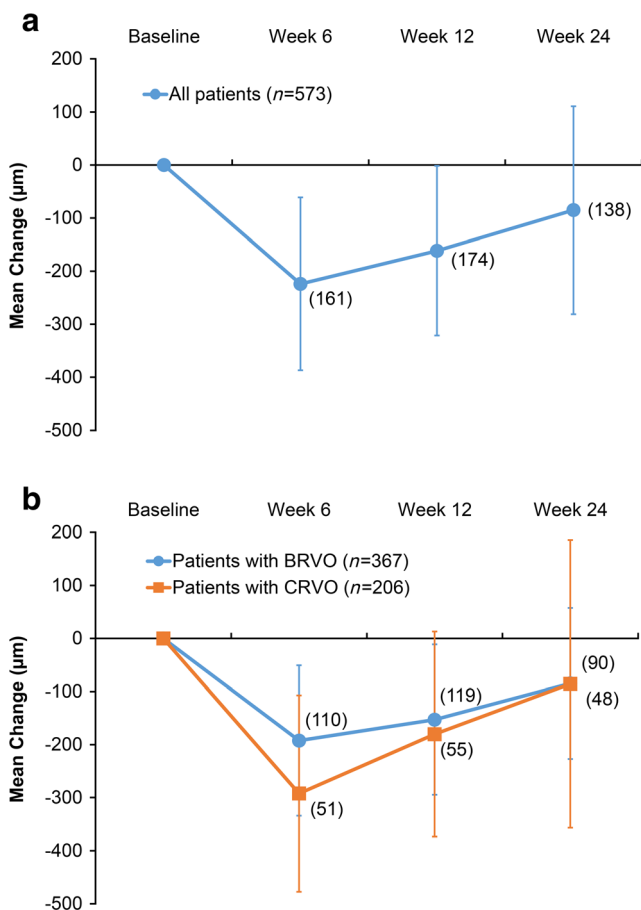 a
Baseline Week 6 Week 12 Week 24
200
100
0
-100
-200
-300
-400
-500
Mean Change (µm)
All patients (n=573)
(161)
(174)
(138)
b
Baseline Week 6 Week 12 Week 24
200
100
0
-100
-200
-300
-400
-500
Mean Change (µm)
Patients with BRVO (n=367)
Patients with CRVO (n=206)
(110)
(119)
(90)
(51)
(55)
(48)